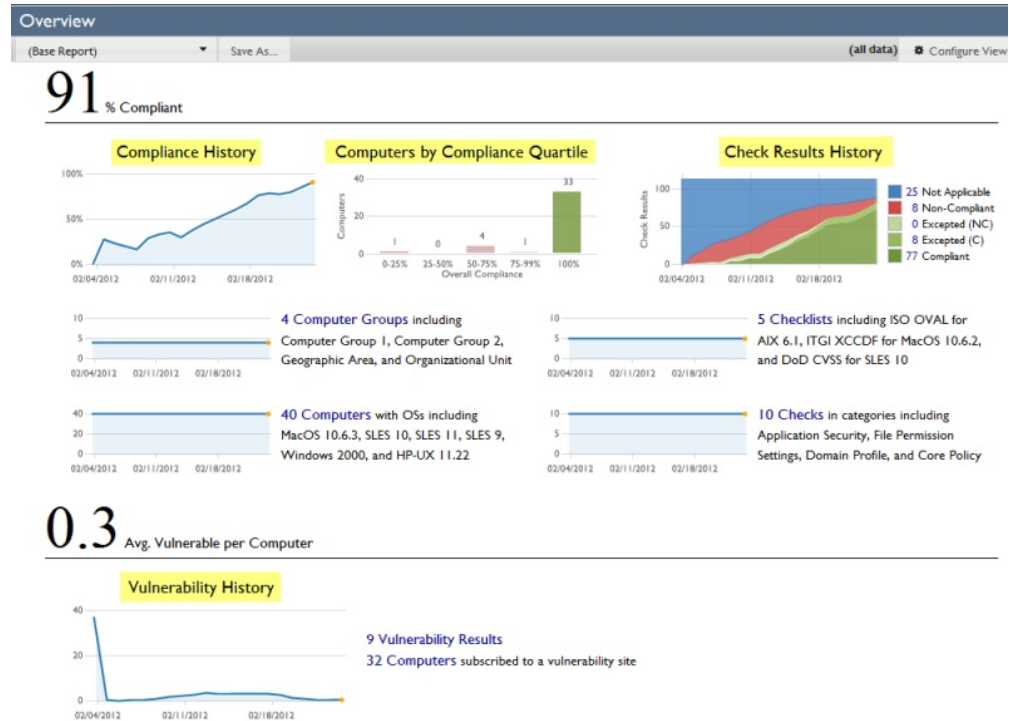 Overview
(Base Report)
Save As...
(all data)
Configure View
91 % Compliant
Compliance History
100%
50%
0%
02/04/2012 02/11/2012 02/18/2012
Computers by Compliance Quartile
Computers
40
20
0
1 0 4 1 33
0-25% 25-50% 50-75% 75-99% 100%
Overall Compliance
Check Results History
Check Results
100
50
0
02/04/2012 02/11/2012 02/18/2012
25 Not Applicable
8 Non-Compliant
0 Excepted (NC)
8 Excepted (C)
77 Compliant
10
5
0
02/04/2012 02/11/2012 02/18/2012
4 Computer Groups including
Computer Group 1, Computer Group 2,
Geographic Area, and Organizational Unit
10
5
0
02/04/2012 02/11/2012 02/18/2012
5 Checklists including ISO OVAL for
AIX 6.1, ITGI XCCDF for MacOS 10.6.2,
and DoD CVSS for SLES 10
40
20
0
02/04/2012 02/11/2012 02/18/2012
40 Computers with OSs including
MacOS 10.6.3, SLES 10, SLES 11, SLES 9,
Windows 2000, and HP-UX 11.22
10
5
0
02/04/2012 02/11/2012 02/18/2012
10 Checks in categories including
Application Security, File Permission
Settings, Domain Profile, and Core Policy
0.3 Avg. Vulnerable per Computer
Vulnerability History
40
20
0
02/04/2012 02/11/2012 02/18/2012
9 Vulnerability Results
32 Computers subscribed to a vulnerability site